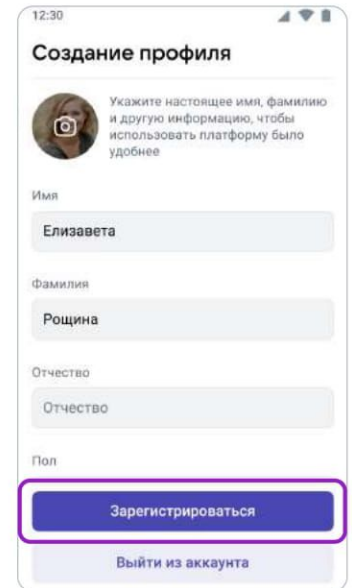 12:30
Создание профиля
Укажите настоящее имя, фамилию
и другую информацию, чтобы
использовать платформу было
удобнее
Имя
Елизавета
Фамилия
Рощина
Отчество
Отчество
Пол
Зарегистрироваться
Выйти из аккаунта